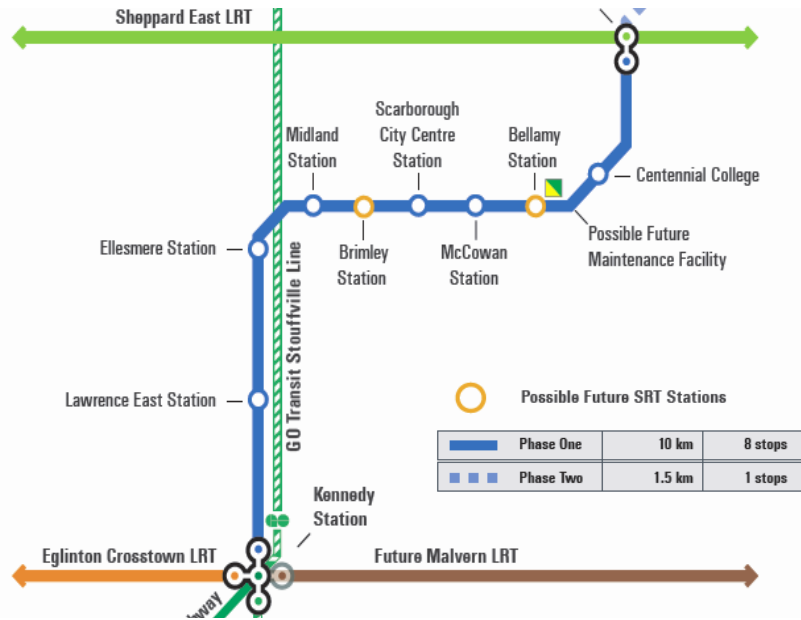 Sheppard East LRT
Scarborough
City Centre
Station
Midland
Station
Bellamy
Station
Centennial College
Ellesmere Station
Brimley
Station
McCowan
Station
Possible Future
Maintenance Facility
GO Transit Stouffville Line
Lawrence East Station
Possible Future SRT Stations
Phase One 10 km 8 stops
Phase Two 1.5 km 1 stops
Kennedy
Station
Eglinton Crosstown LRT
Future Malvern LRT